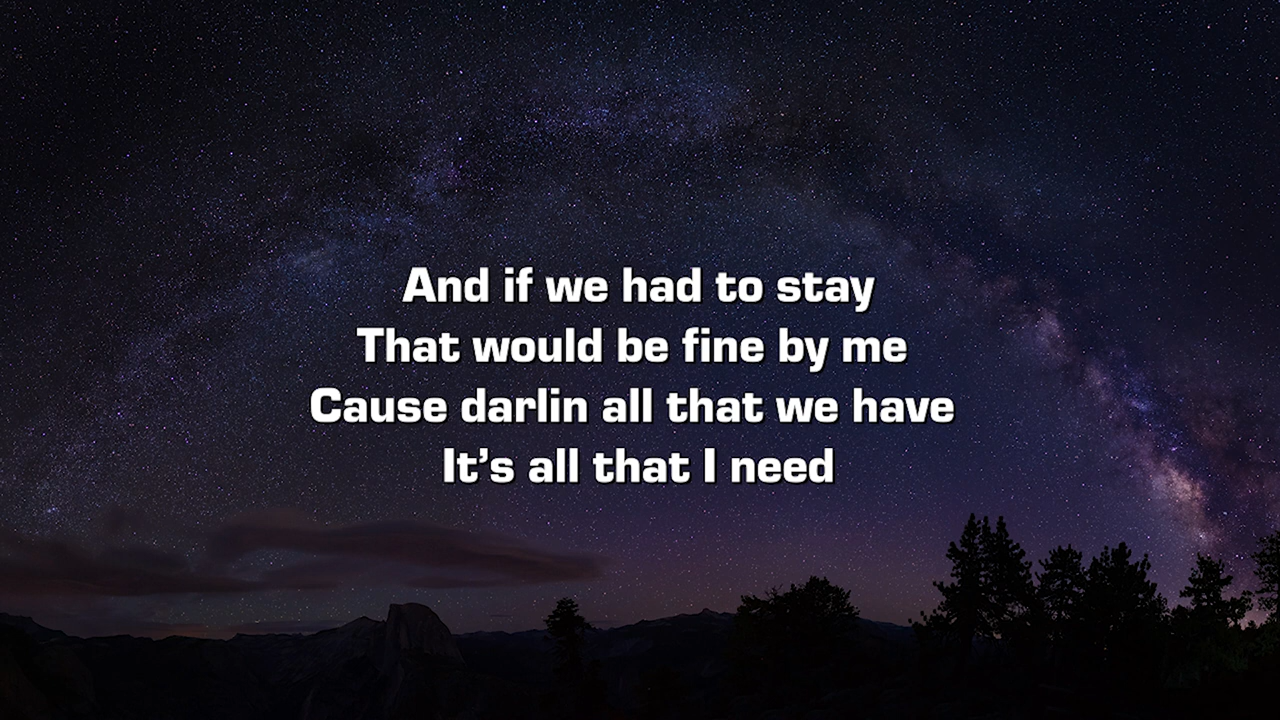 And if we had to stay
That would be fine by me
Cause darlin all that we have
It’s all that I need